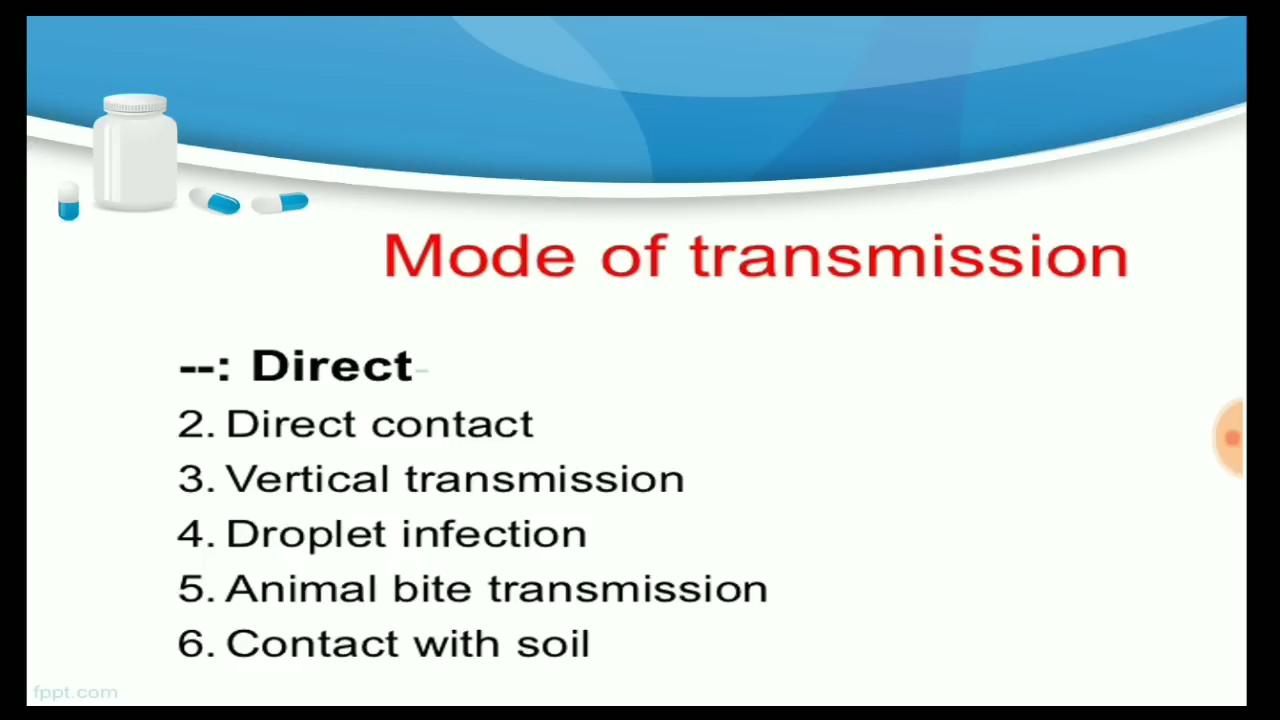 Mode of transmission
--: Direct-
2. Direct contact
3. Vertical transmission
4. Droplet infection
5. Animal bite transmission
6. Contact with soil
fppt.com